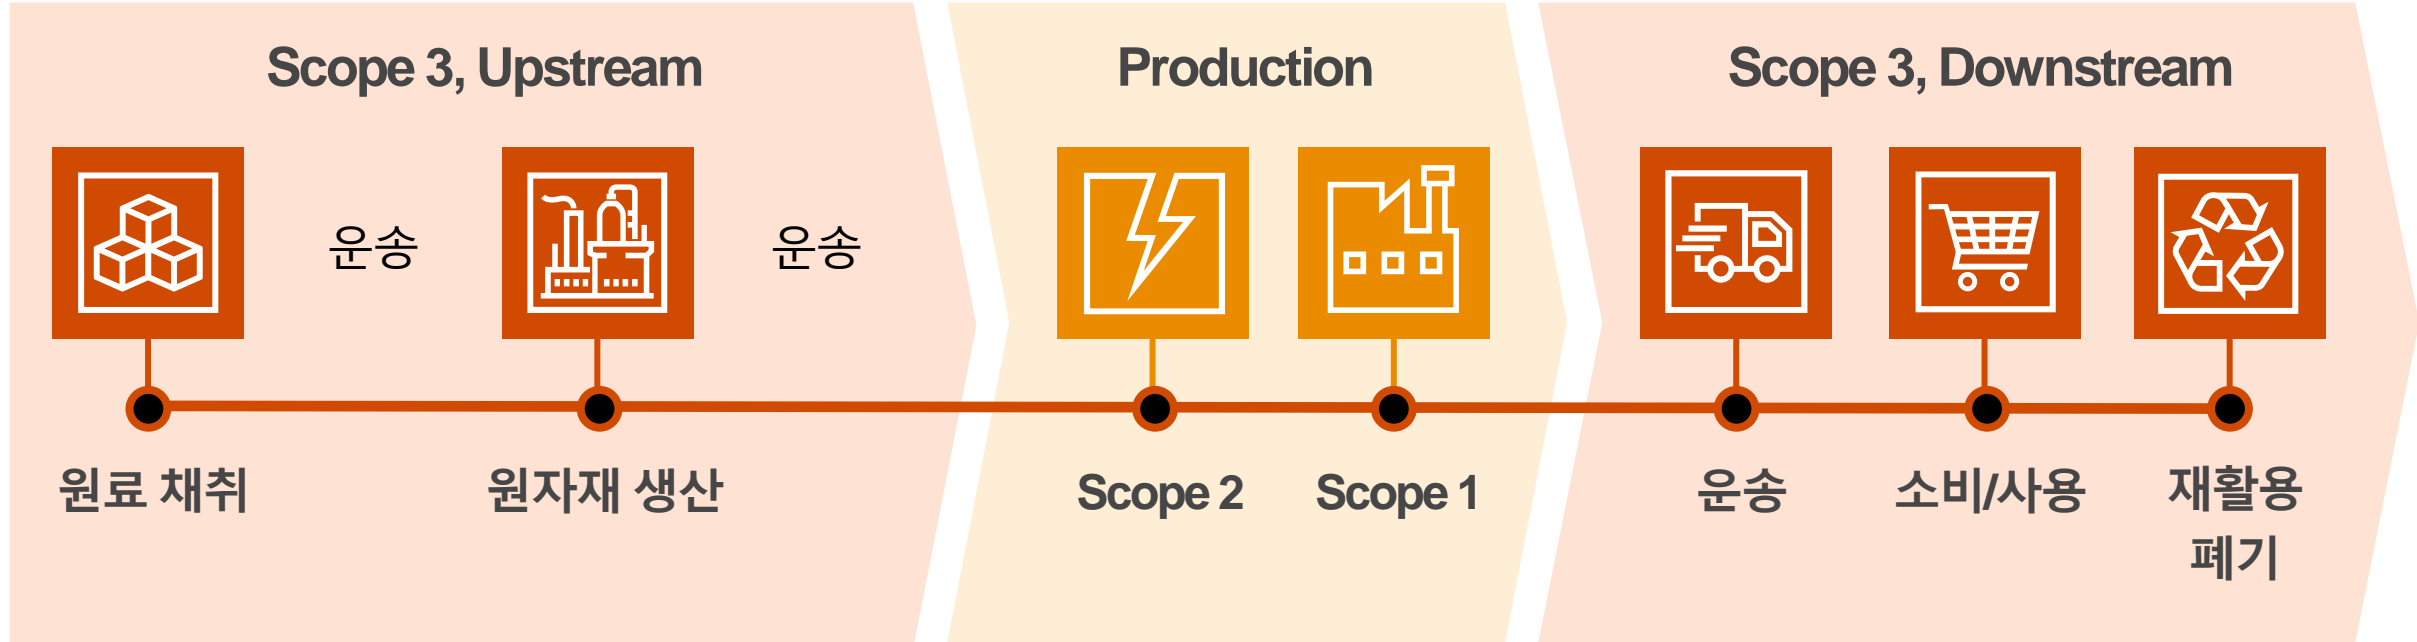 Scope 3, Upstream
운송
운송
원료 채취
원자재 생산
Production
Scope 2
Scope 1
Scope 3, Downstream
운송
소비/사용
재활용
폐기